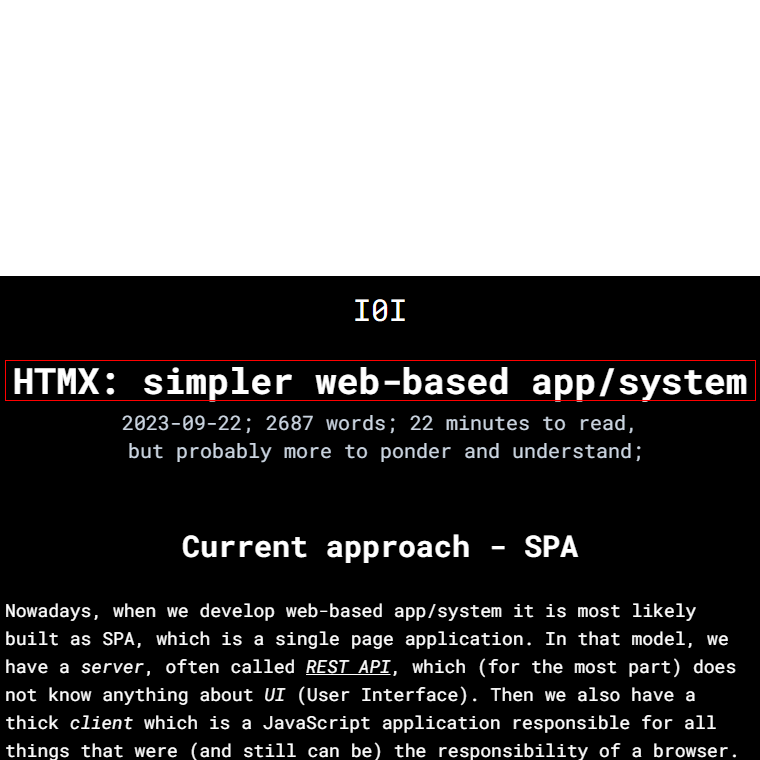 I0I
HTMX: simpler web-based app/system
2023-09-22; 2687 words; 22 minutes to read,
but probably more to ponder and understand;
Current approach - SPA
Nowadays, when we develop web-based app/system it is most likely
built as SPA, which is a single page application. In that model, we
have a server, often called REST API, which (for the most part) does
not know anything about UI (User Interface). Then we also have a
thick client which is a JavaScript application responsible for all
things that were (and still can be) the responsibility of a browser.